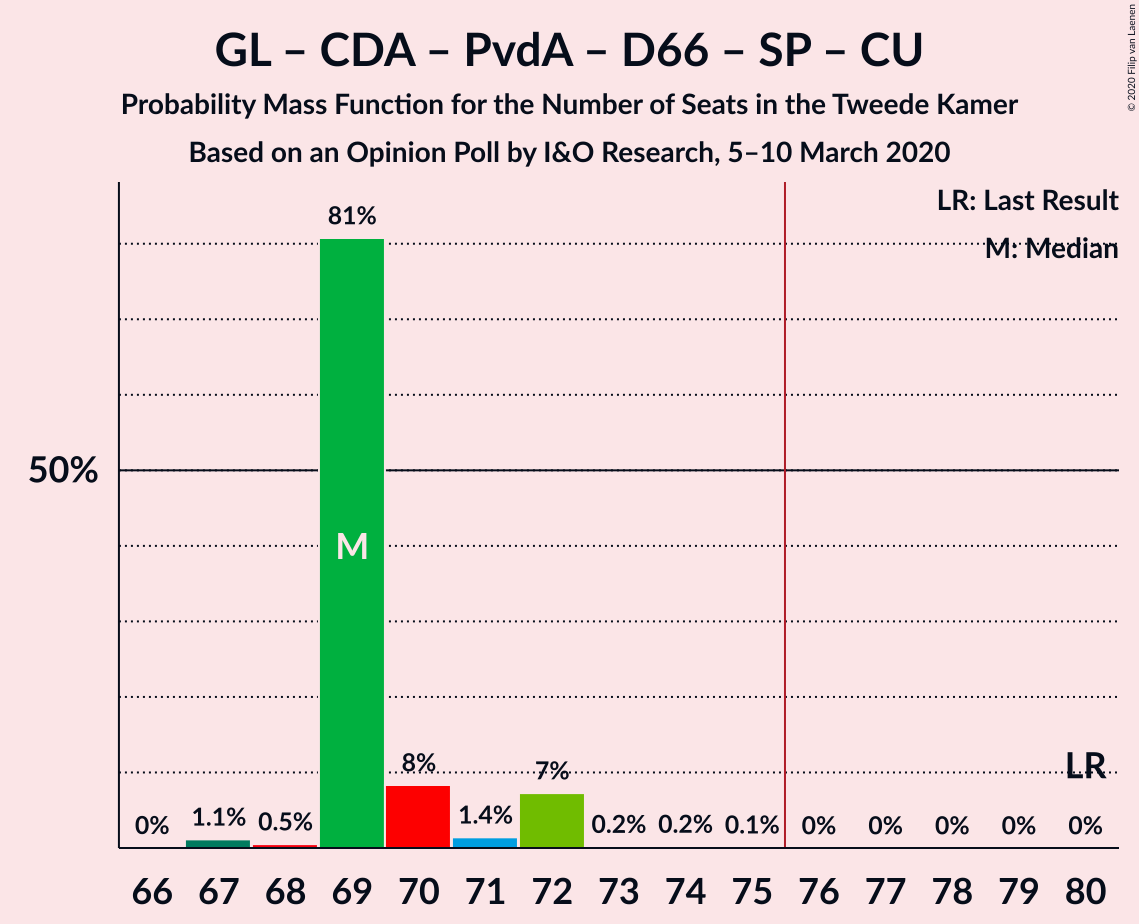 GL – CDA – PvdA – D66 – SP – CU
Probability Mass Function for the Number of Seats in the Tweede Kamer
Based on an Opinion Poll by I&O Research, 5–10 March 2020
© 2020 Filip van Laenen
LR: Last Result
M: Median
81%
50%
M
LR
8%
7%
0%
1.1%
0.5%
1.4%
0.2%
0.2%
0.1%
0%
0%
0%
0%
0%
66 67 68 69 70 71 72 73 74 75 76 77 78 79 80